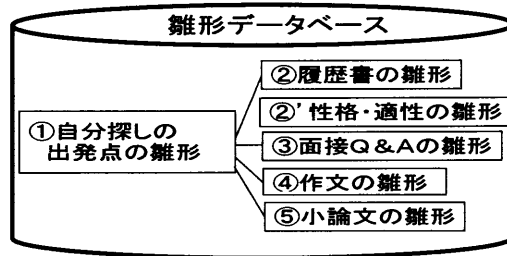 雛形データベース
②履歴書の雛形
②'性格・適性の雛形
①自分探しの
出発点の雛形
③面接Q&Aの雛形
④作文の雛形
⑤小論文の雛形